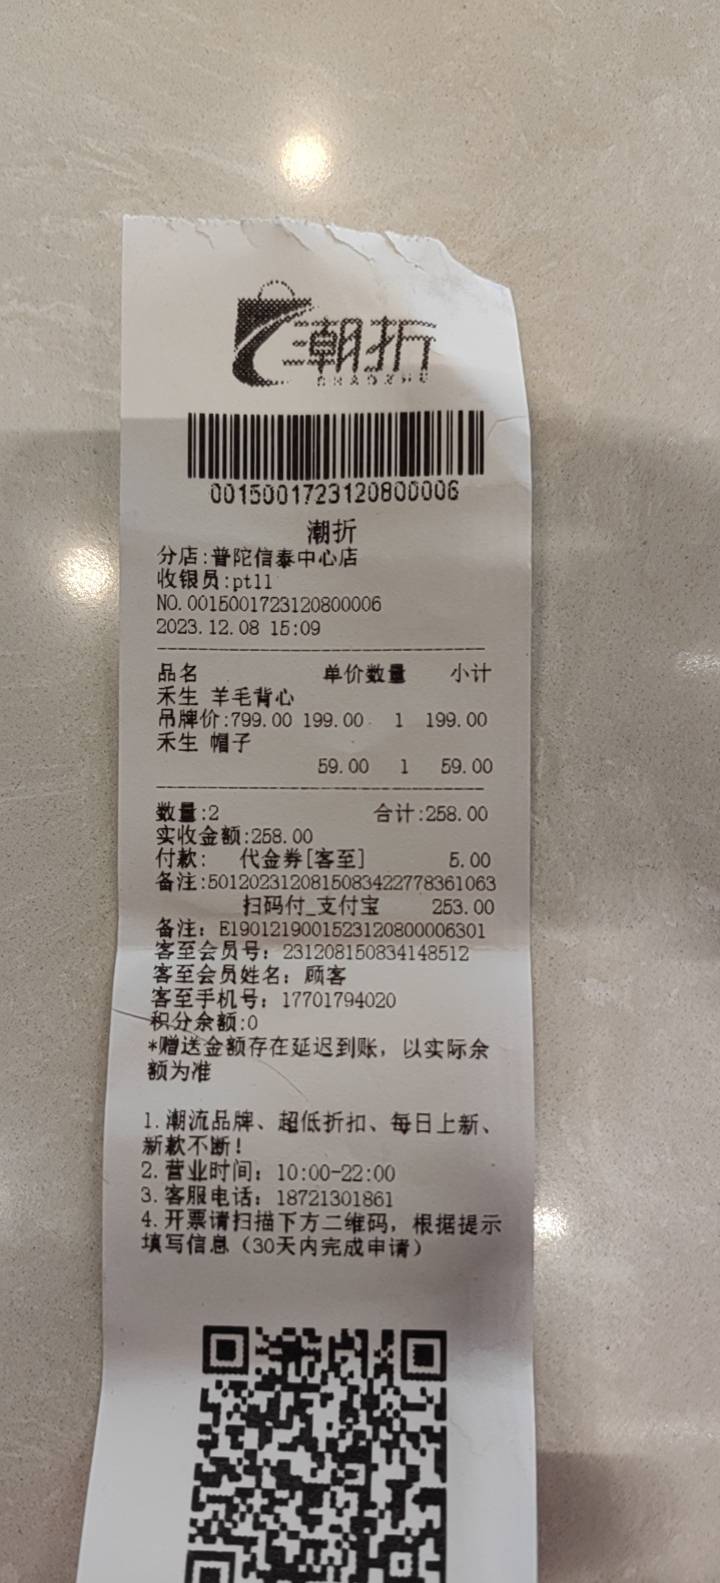 潮折
CHAOZHE
0015001723120800006
潮折
分店:普陀信泰中心店
收银员:pt11
NO.0015001723120800006
2023.12.08 15:09
品名 单价数量 小计
禾生 羊毛背心
吊牌价:799.00 199.00 1 199.00
禾生 帽子
59.00 1 59.00
数量:2 合计:258.00
实收金额:258.00
付款: 代金券[客至] 5.00
备注:501202312081508342277836​1063
扫码付_支付宝 253.00
备注: E1901219001523120800006301
客至会员号: 231208150834148512
客至会员姓名: 顾客
客至手机号: 17701794020
积分余额:0
*赠送金额存在延迟到账, 以实际余
额为准
1.潮流品牌、超低折扣、每日上新、
新款不断!
2.营业时间: 10:00-22:00
3.客服电话: 18721301861
4.开票请扫描下方二维码, 根据提示
填写信息 (30天内完成申请)